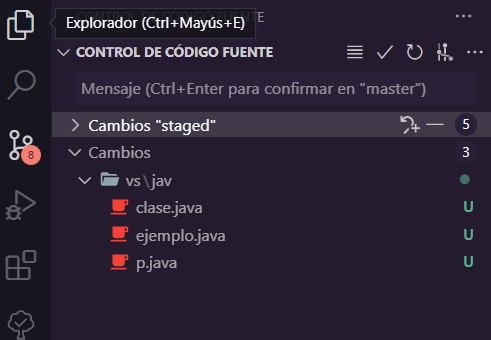 Explorador (Ctrl+Mayús+E)
CONTROL DE CÓDIGO FUENTE
Mensaje (Ctrl+Enter para confirmar en "master")
Cambios "staged" 5
8
Cambios 3
vs\jav
clase.java U
ejemplo.java U
p.java U